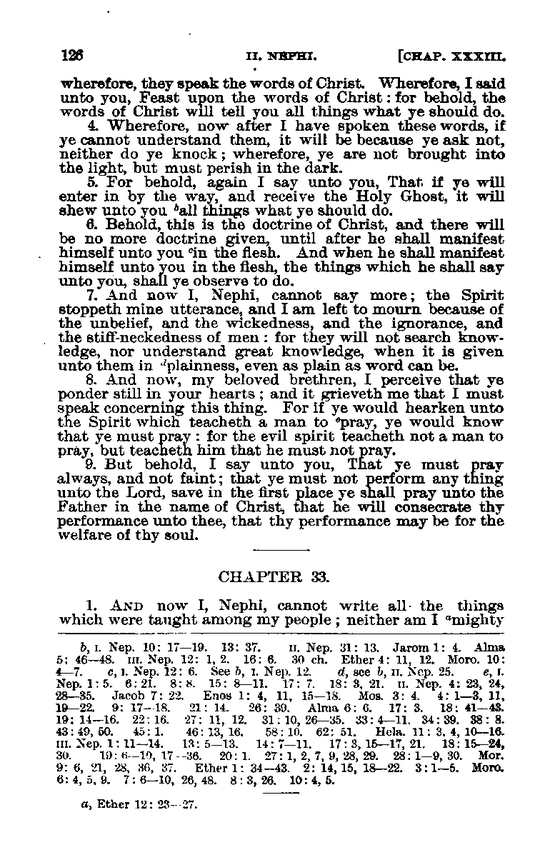 126 II. NEPHI. [CHAP. XXXIII.
wherefore, they speak the words of Christ. Wherefore, I said
unto you, Feast upon the words of Christ : for behold, the
words of Christ will tell you all things what ye should do.
4. Wherefore, now after I have spoken these words, if
ye cannot understand them, it will be because ye ask not,
neither do ye knock ; wherefore, ye are not brought into
the light, but must perish in the dark.
5. For behold, again I say unto you, That if ye will
enter in by the way, and receive the Holy Ghost, it will
shew unto you ᵇall things what ye should do.
6. Behold, this is the doctrine of Christ, and there will
be no more doctrine given, until after he shall manifest
himself unto you ᶜin the flesh. And when he shall manifest
himself unto you in the flesh, the things which he shall say
unto you, shall ye observe to do.
7. And now I, Nephi, cannot say more ; the Spirit
stoppeth mine utterance, and I am left to mourn because of
the unbelief, and the wickedness, and the ignorance, and
the stiff-neckedness of men : for they will not search know-
ledge, nor understand great knowledge, when it is given
unto them in ᵈplainness, even as plain as word can be.
8. And now, my beloved brethren, I perceive that ye
ponder still in your hearts ; and it grieveth me that I must
speak concerning this thing. For if ye would hearken unto
the Spirit which teacheth a man to ᵉpray, ye would know
that ye must pray : for the evil spirit teacheth not a man to
pray, but teacheth him that he must not pray.
9. But behold, I say unto you, That ye must pray
always, and not faint ; that ye must not perform any thing
unto the Lord, save in the first place ye shall pray unto the
Father in the name of Christ, that he will consecrate thy
performance unto thee, that thy performance may be for the
welfare of thy soul.
CHAPTER 33.
1. AND now I, Nephi, cannot write all the things
which were taught among my people ; neither am I ᵃmighty
b, I. Nep. 10: 17—19. 13: 37. II. Nep. 31: 13. Jarom 1: 4. Alma
5: 46—48. III. Nep. 12: 1, 2. 16: 6. 30 ch. Ether 4: 11, 12. Moro. 10:
4—7. c, I. Nep. 12: 6. See b, I. Nep. 12. d, see b, II. Nep. 25. e, I.
Nep. 1: 5. 6: 21. 8: 8. 15: 8—11. 17: 7. 18: 3, 21. II. Nep. 4: 23, 24,
28—35. Jacob 7: 22. Enos 1: 4, 11, 15—18. Mos. 3: 4. 4: 1—3, 11,
19—22. 9: 17—18. 21: 14. 26: 39. Alma 6: 6. 17: 3. 18: 41—43.
19: 14—16. 22: 16. 27: 11, 12. 31: 10, 26—35. 33: 4—11. 34: 39. 38: 8.
43: 49, 50. 45: 1. 46: 13, 16. 58: 10. 62: 51. Hela. 11: 3, 4, 10—16.
III. Nep. 1: 11—14. 13: 5—13. 14: 7—11. 17: 3, 15—17, 21. 18: 15—24,
30. 19: 6—10, 17—36. 20: 1. 27: 1, 2, 7, 9, 28, 29. 28: 1—9, 30. Mor.
9: 6, 21, 28, 36, 37. Ether 1: 34—43. 2: 14, 15, 18—22. 3: 1—5. Moro.
6: 4, 5, 9. 7: 6—10, 26, 48. 8: 3, 26. 10: 4, 5.
a, Ether 12: 23—27.